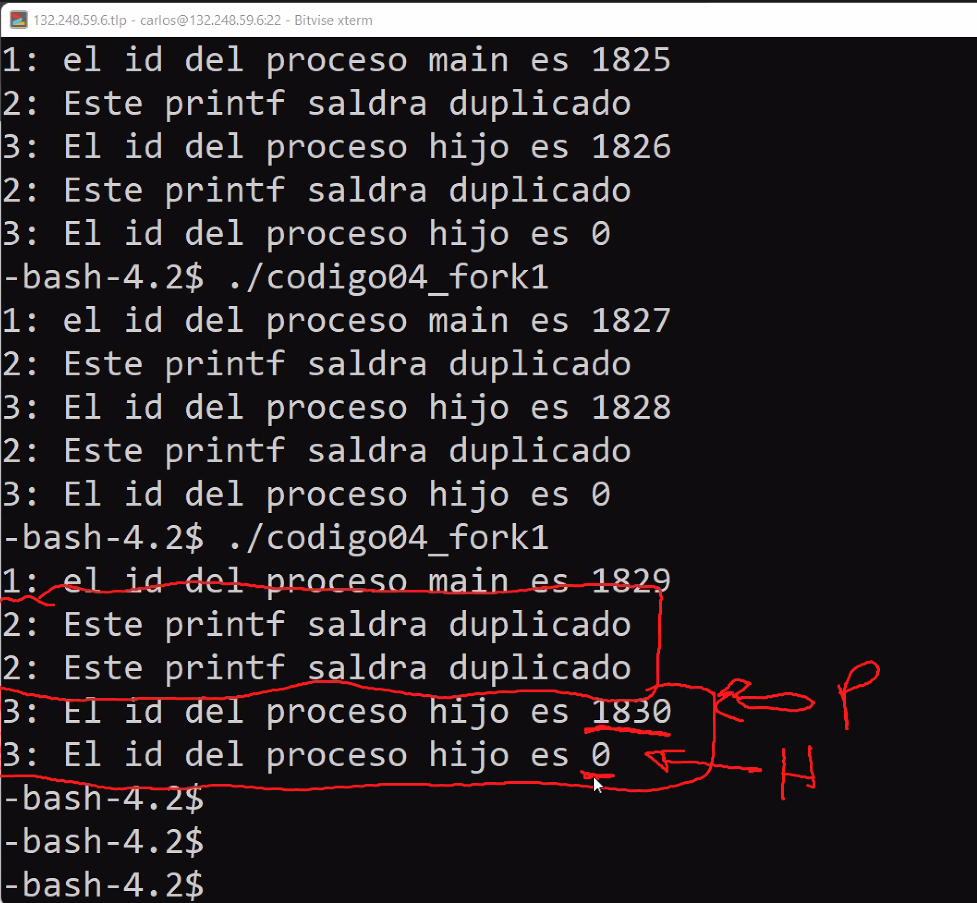 132.248.59.6.tlp - carlos@132.248.59.6:22 - Bitvise xterm
1: el id del proceso main es 1825
2: Este printf saldra duplicado
3: El id del proceso hijo es 1826
2: Este printf saldra duplicado
3: El id del proceso hijo es 0
-bash-4.2$ ./codigo04_fork1
1: el id del proceso main es 1827
2: Este printf saldra duplicado
3: El id del proceso hijo es 1828
2: Este printf saldra duplicado
3: El id del proceso hijo es 0
-bash-4.2$ ./codigo04_fork1
1: el id del proceso main es 1829
2: Este printf saldra duplicado
2: Este printf saldra duplicado
3: El id del proceso hijo es 1830 P
3: El id del proceso hijo es 0 H
-bash-4.2$
-bash-4.2$
-bash-4.2$